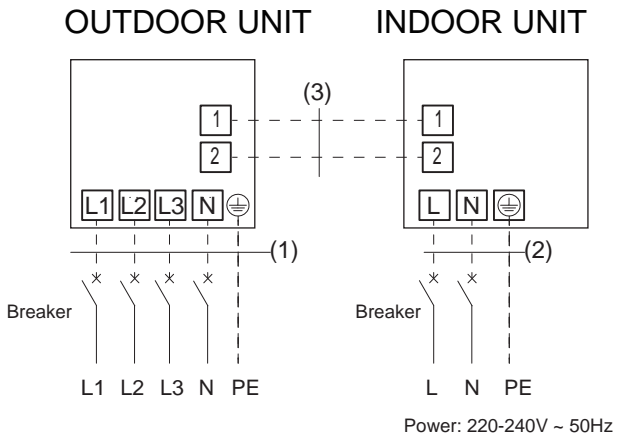 OUTDOOR UNIT INDOOR UNIT
(3)
1 1
2 2
L1 L2 L3 N L N
(1) (2)
Breaker Breaker
L1 L2 L3 N PE L N PE
Power: 220-240V ~ 50Hz